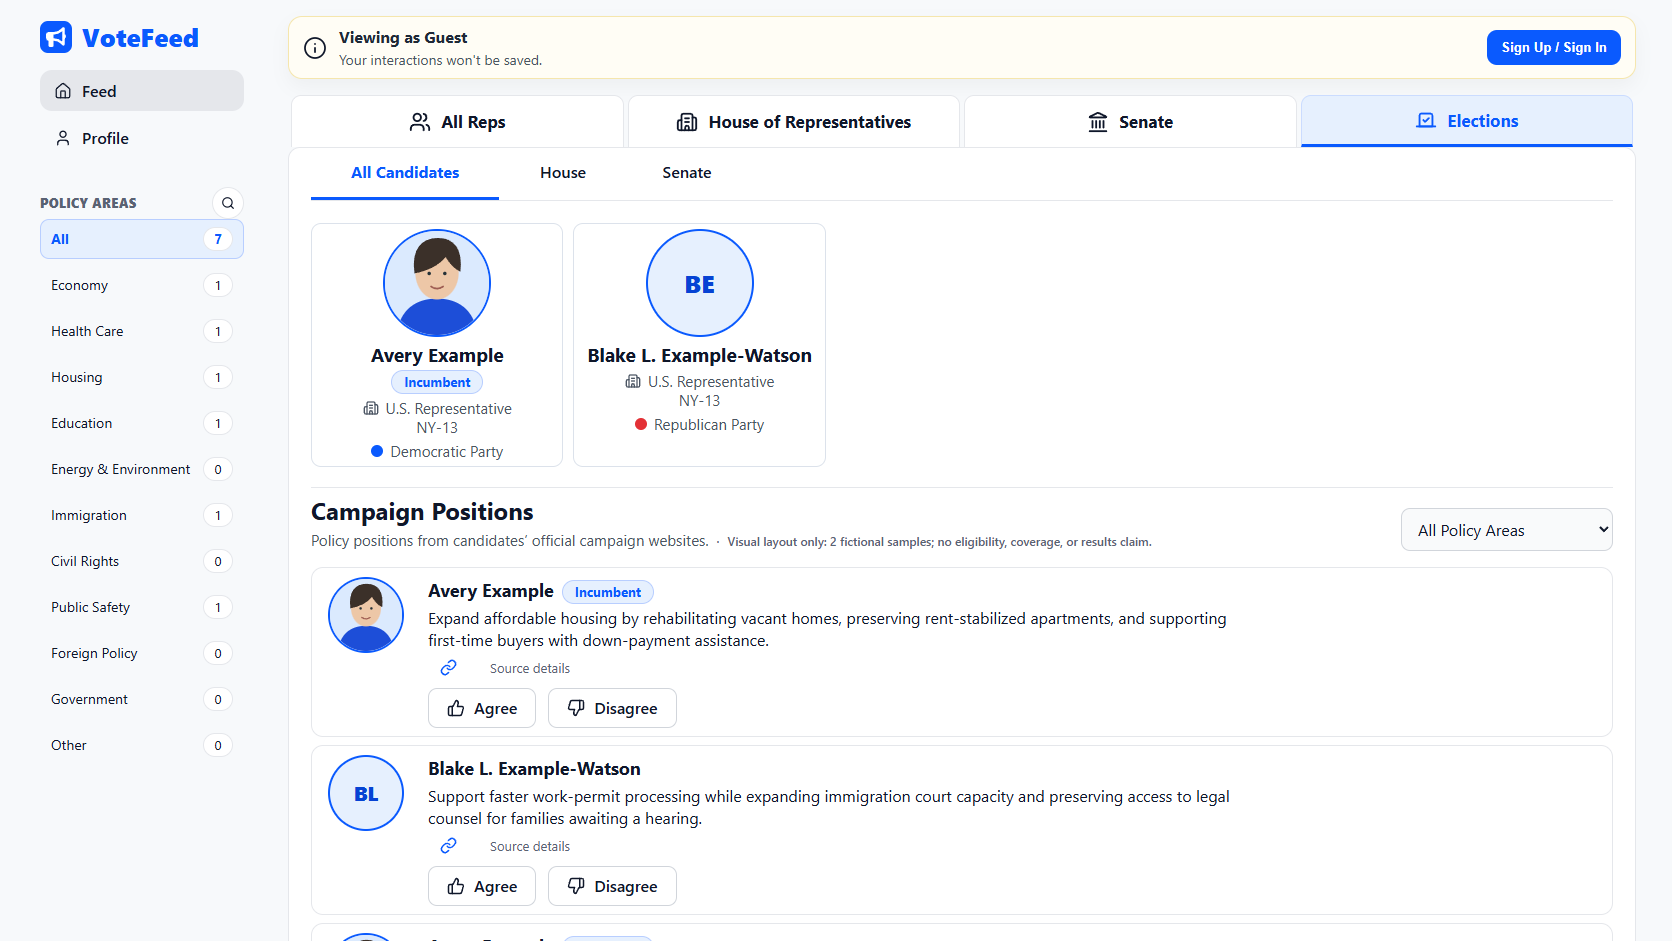 VoteFeed
Feed
Profile
POLICY AREAS
All 7
Economy 1
Health Care 1
Housing 1
Education 1
Energy & Environment 0
Immigration 1
Civil Rights 0
Public Safety 1
Foreign Policy 0
Government 0
Other 0
Viewing as Guest
Your interactions won't be saved.
Sign Up / Sign In
All Reps
House of Representatives
Senate
Elections
All Candidates
House
Senate
Avery Example
Incumbent
U.S. Representative
NY-13
Democratic Party
BE
Blake L. Example-Watson
U.S. Representative
NY-13
Republican Party
Campaign Positions
Policy positions from candidates' official campaign websites. · Visual layout only: 2 fictional samples; no eligibility, coverage, or results claim.
All Policy Areas
Avery Example Incumbent
Expand affordable housing by rehabilitating vacant homes, preserving rent-stabilized apartments, and supporting
first-time buyers with down-payment assistance.
Source details
Agree Disagree
BL
Blake L. Example-Watson
Support faster work-permit processing while expanding immigration court capacity and preserving access to legal
counsel for families awaiting a hearing.
Source details
Agree Disagree